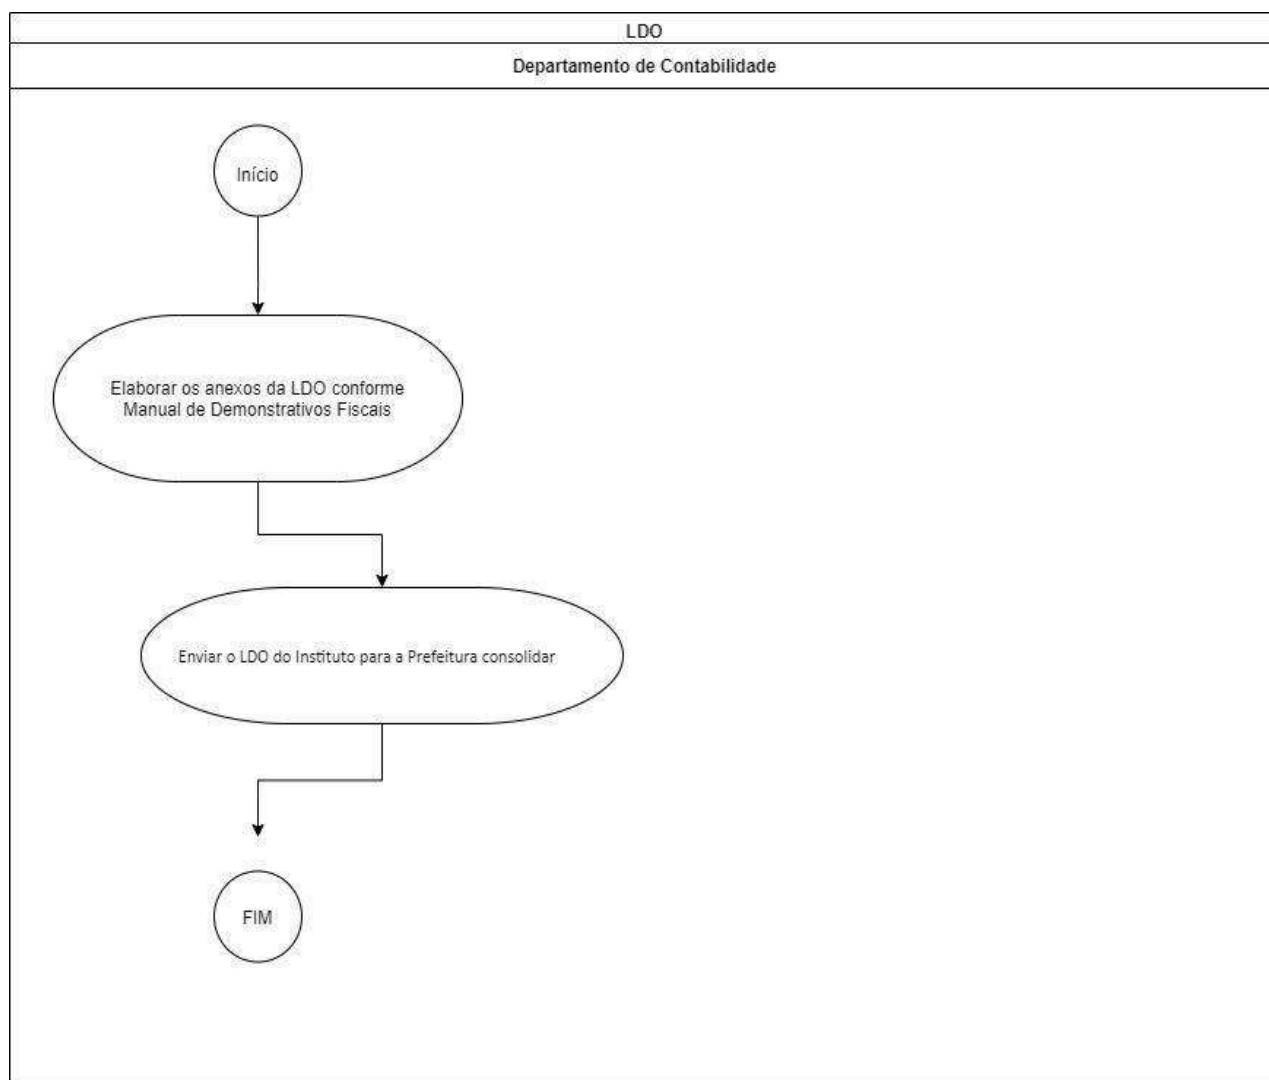 LDO
Departamento de Contabilidade
Início
Elaborar os anexos da LDO conforme
Manual de Demonstrativos Fiscais
Enviar o LDO do Instituto para a Prefeitura consolidar
FIM